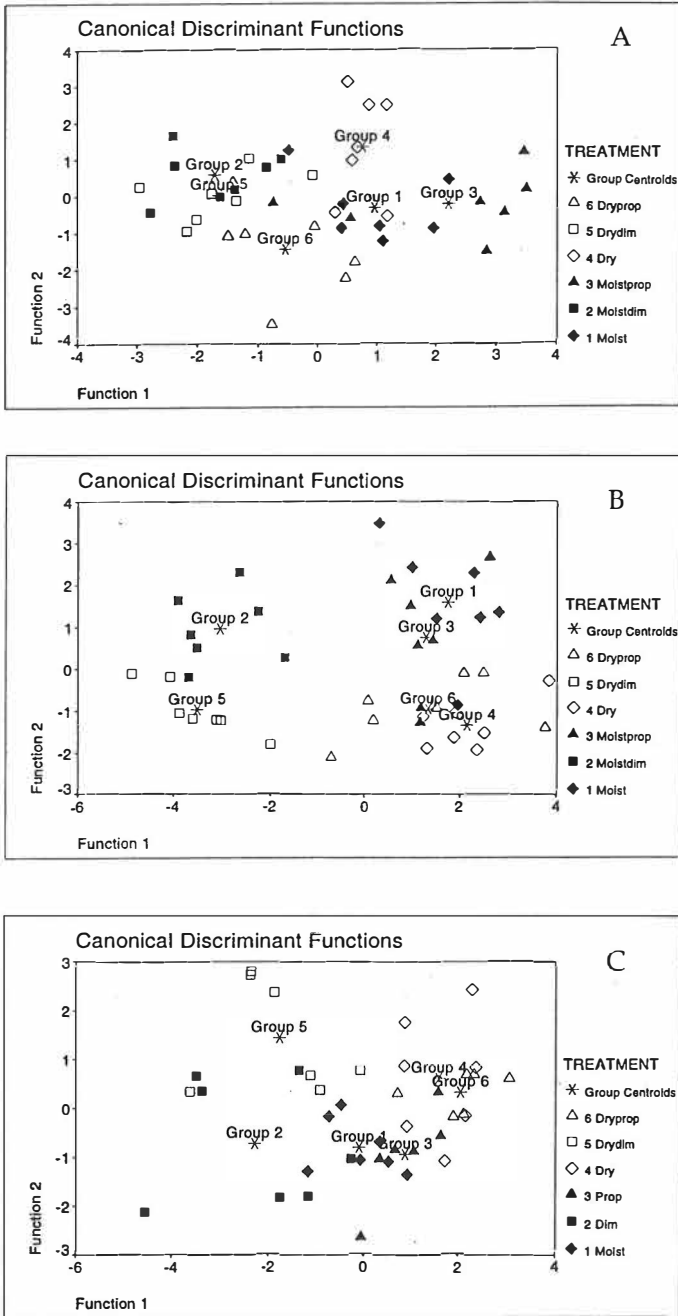 Canonical Discriminant Functions
A
4
3
2
1
0
-1
-2
-3
-4
Function 2
-4
-3
-2
-1
0
1
2
3
4
Function 1
Group 4
Group 2
Group 5
Group 1
Group 3
Group 6
TREATMENT
Group Centroids
6 Dryprop
5 Drydim
4 Dry
3 Moistprop
2 Moistdim
1 Moist
Canonical Discriminant Functions
B
4
3
2
1
0
-1
-2
-3
Function 2
-6
-4
-2
0
2
4
Function 1
Group 1
Group 2
Group 3
Group 5
Group 6
Group 4
TREATMENT
Group Centroids
6 Dryprop
5 Drydim
4 Dry
3 Moistprop
2 Moistdim
1 Moist
Canonical Discriminant Functions
C
3
2
1
0
-1
-2
-3
Function 2
-6
-4
-2
0
2
4
Function 1
Group 5
Group 4
Group 6
Group 2
Group 1
Group 3
TREATMENT
Group Centroids
6 Dryprop
5 Drydim
4 Dry
3 Prop
2 Dim
1 Moist